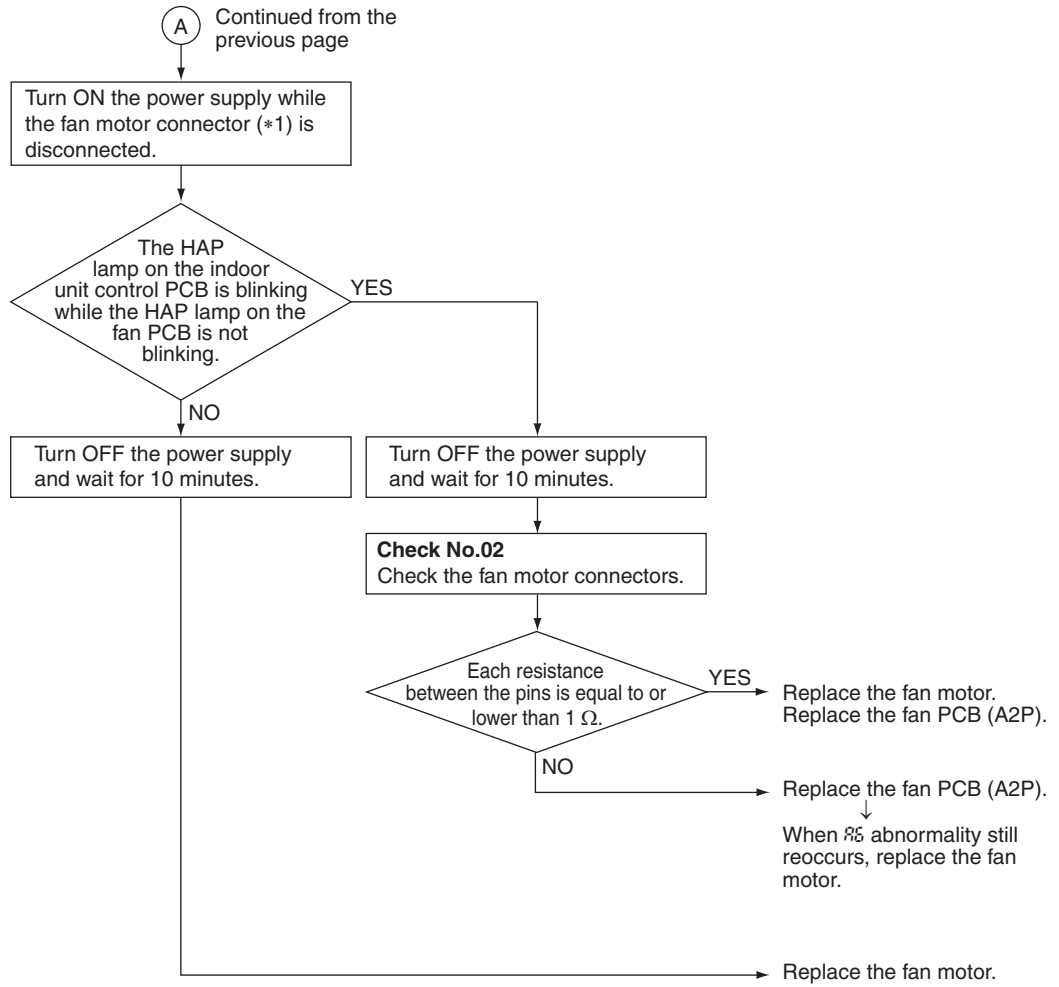 A
Continued from the
previous page
Turn ON the power supply while
the fan motor connector (*1) is
disconnected.
The HAP
lamp on the indoor
unit control PCB is blinking
while the HAP lamp on the
fan PCB is not
blinking.
YES
NO
Turn OFF the power supply
and wait for 10 minutes.
Turn OFF the power supply
and wait for 10 minutes.
Check No.02
Check the fan motor connectors.
Each resistance
between the pins is equal to or
lower than 1 Ω.
YES
Replace the fan motor.
Replace the fan PCB (A2P).
NO
Replace the fan PCB (A2P).
When A6 abnormality still
reoccurs, replace the fan
motor.
Replace the fan motor.